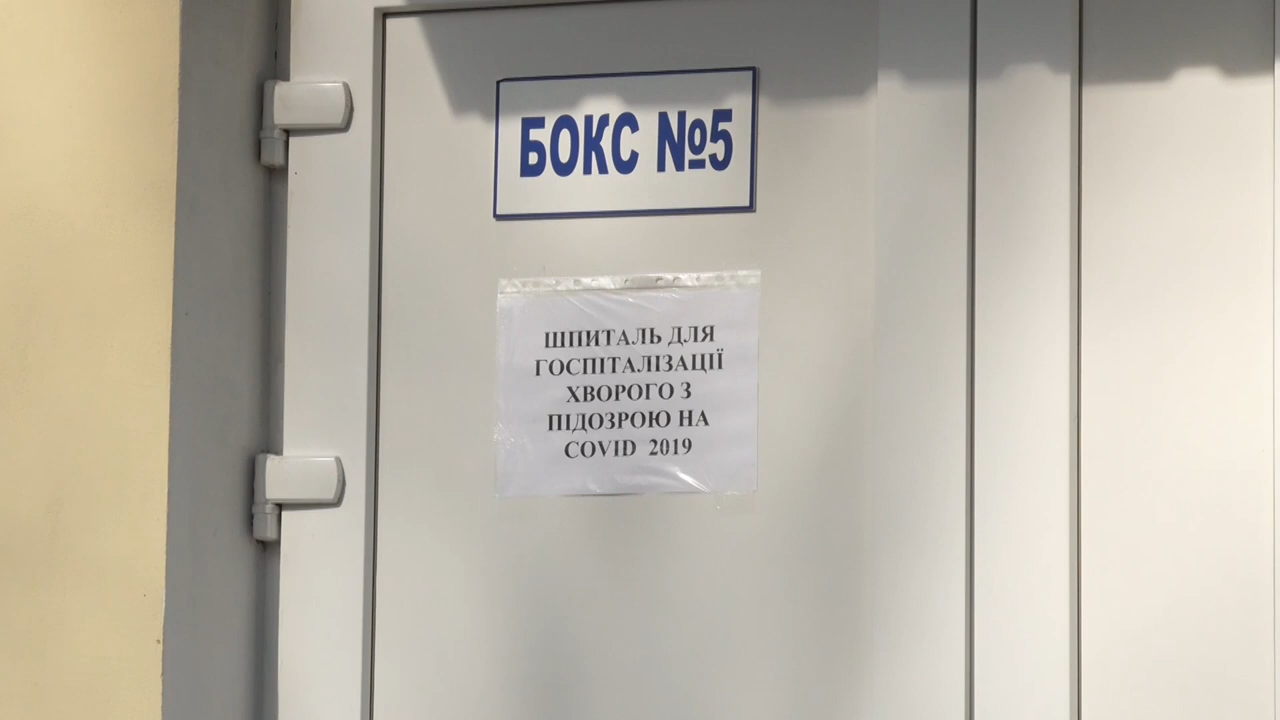 БОКС №5
ШПИТАЛЬ ДЛЯ
ГОСПІТАЛІЗАЦІЇ
ХВОРОГО З
ПІДОЗРОЮ НА
COVID 2019